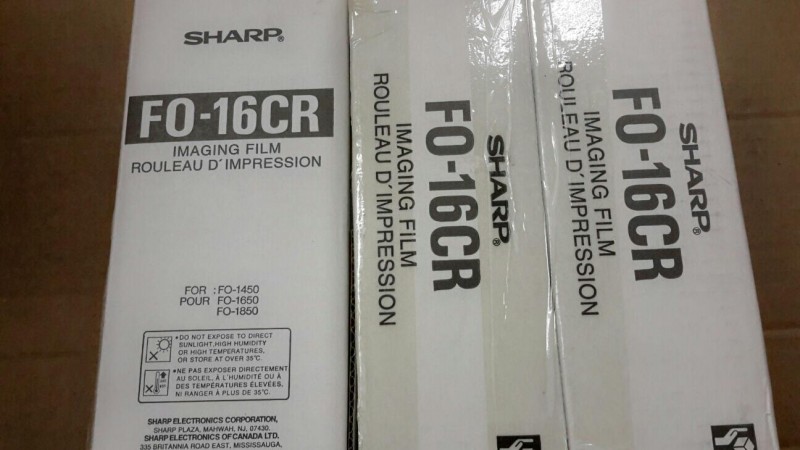 SHARP®
FO-16CR
IMAGING FILM
ROULEAU D'IMPRESSION
FOR : FO-1450
POUR FO-1650
FO-1850
•DO NOT EXPOSE TO DIRECT
SUNLIGHT, HIGH HUMIDITY
OR HIGH TEMPERATURES,
OR STORE AT OVER 35°C.
•NE PAS EXPOSER DIRECTEMENT
AU SOLEIL, À L'HUMIDITÉ OU À
DES TEMPÉRATURES ÉLEVÉES,
NI RANGER À PLUS DE 35°C.
SHARP ELECTRONICS CORPORATION,
SHARP PLAZA, MAHWAH, NJ, 07430.
SHARP ELECTRONICS OF CANADA LTD.
335 BRITANNIA ROAD EAST, MISSISSAUGA,
SHARP®
FO-16CR
IMAGING FILM
ROULEAU D'IMPRESSION
SHARP®
FO-16CR
IMAGING FILM
ROULEAU D'IMPRESSION